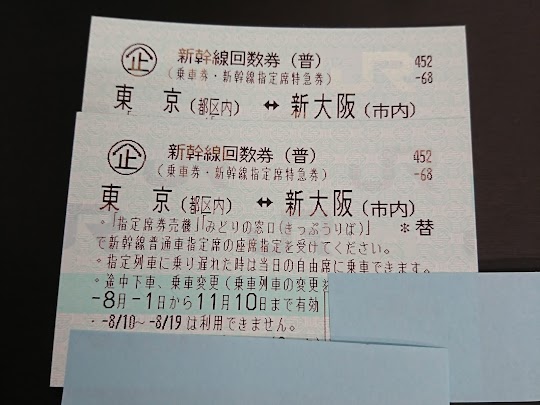 企 新幹線回数券(普) 452
(乗車券・新幹線指定席特急券) -68
東 京(都区内) ↔ 新大阪(市内)
企 新幹線回数券(普) 452
(乗車券・新幹線指定席特急券) -68
東 京(都区内) ↔ 新大阪(市内)
・「指定席券売機」「みどりの窓口(きっぷうりば)」 *替
で新幹線普通車指定席の座席指定を受けてください。
・指定列車に乗り遅れた時は当日の自由席に乗車できます。
・途中下車、乗車変更(乗車列車の変更
-8月-1日から11月10日まで有効
・-8/10～-8/19は利用できません。